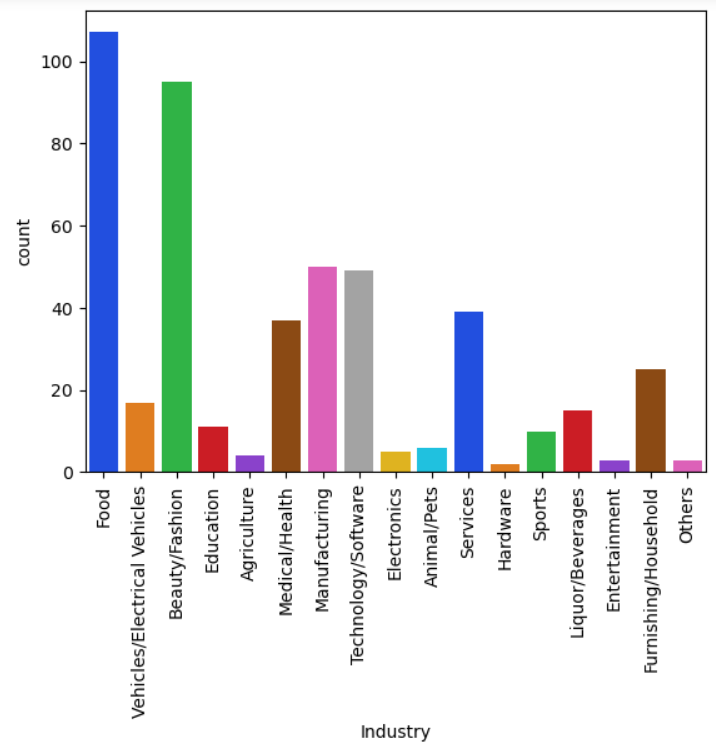 100
80
60
40
20
0
count
Food
Vehicles/Electrical Vehicles
Beauty/Fashion
Education
Agriculture
Medical/Health
Manufacturing
Technology/Software
Electronics
Animal/Pets
Services
Hardware
Sports
Liquor/Beverages
Entertainment
Furnishing/Household
Others
Industry